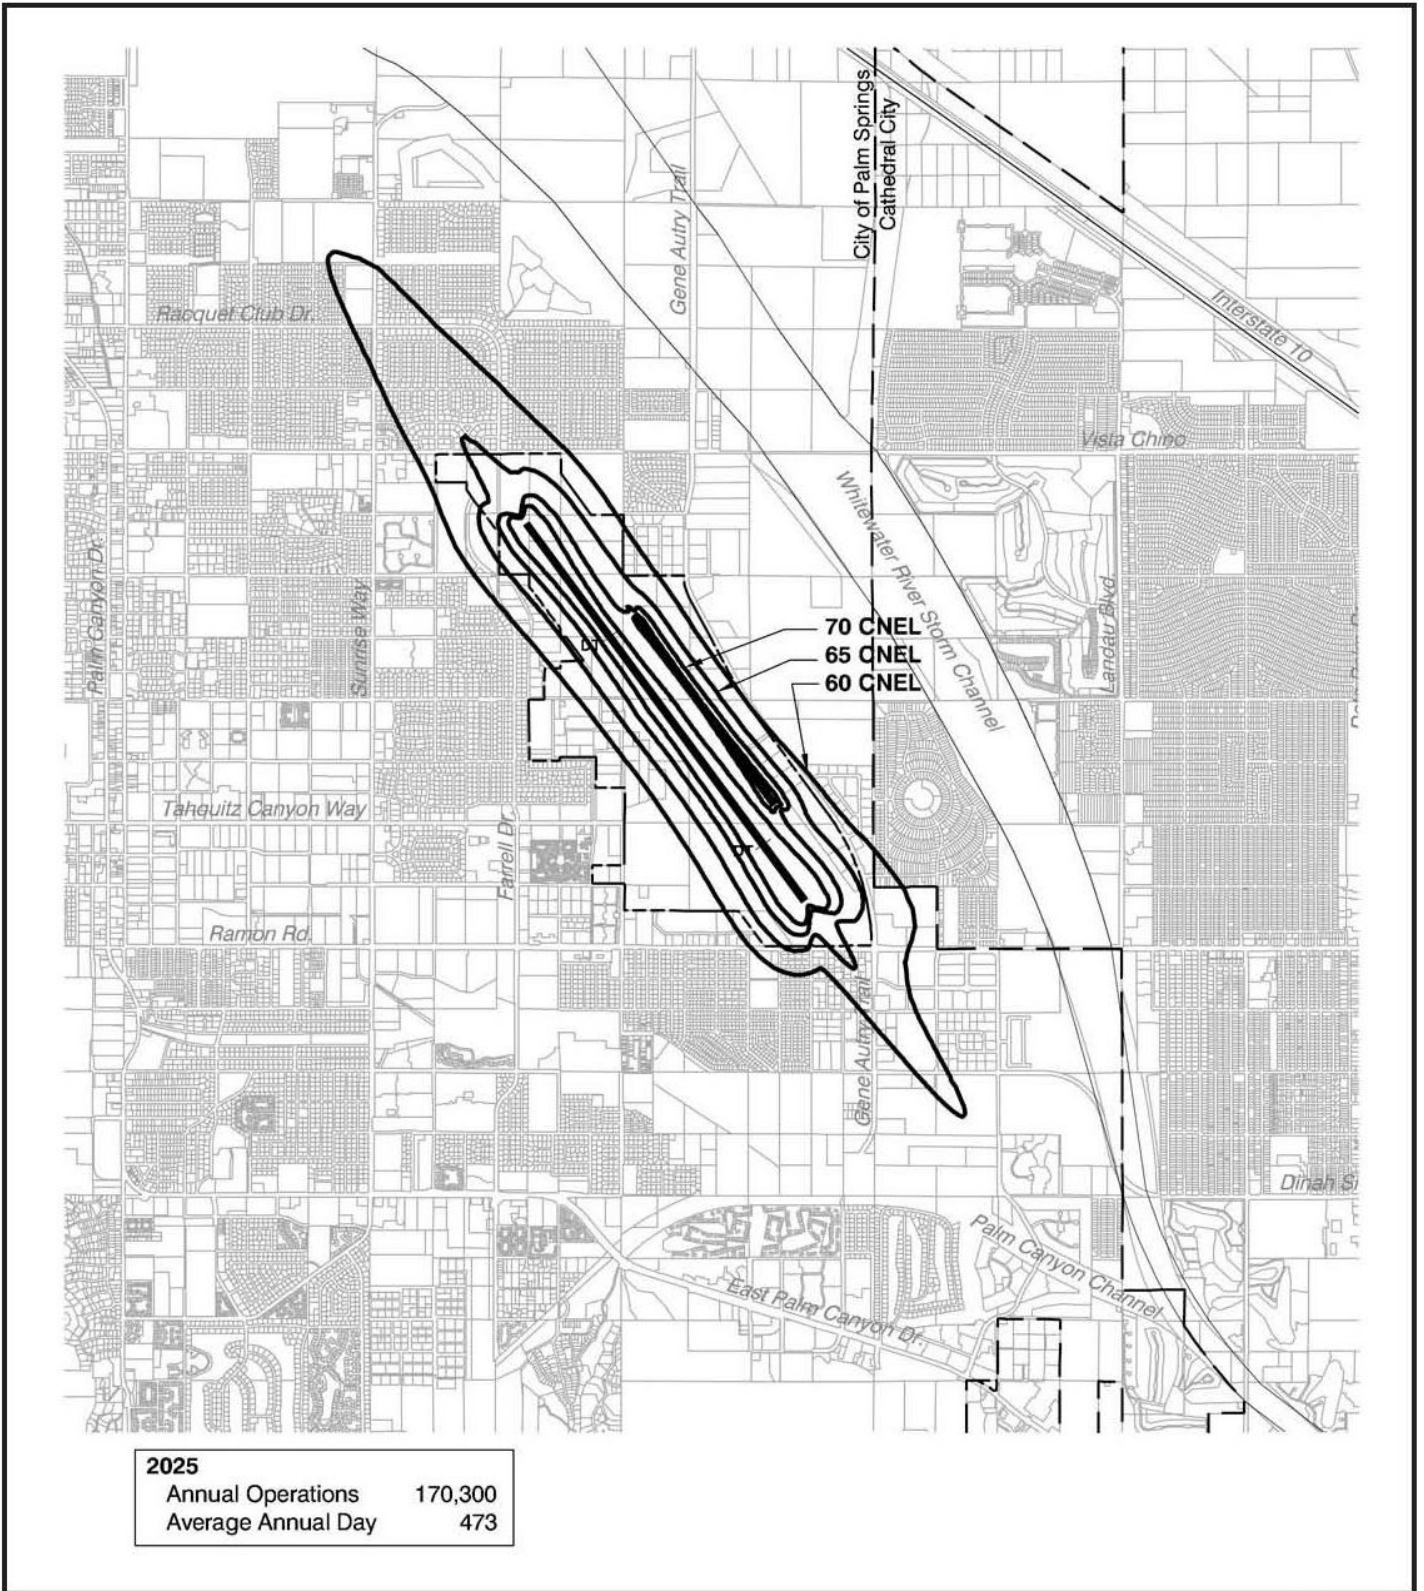 City of Palm Springs
Cathedral City
Gene Autry Trail
Interstate 10
Racquet Club Dr.
Vista Chino
Whitewater River Storm Channel
Palm Canyon Dr.
Sunrise Way
Landau Blvd
DT
70 CNEL
65 CNEL
60 CNEL
Tahquitz Canyon Way
Farrell Dr.
DT
Ramon Rd.
Gene Autry Trail
Dinah
Palm Canyon Channel
East Palm Canyon Dr.
2025
Annual Operations 170,300
Average Annual Day 473